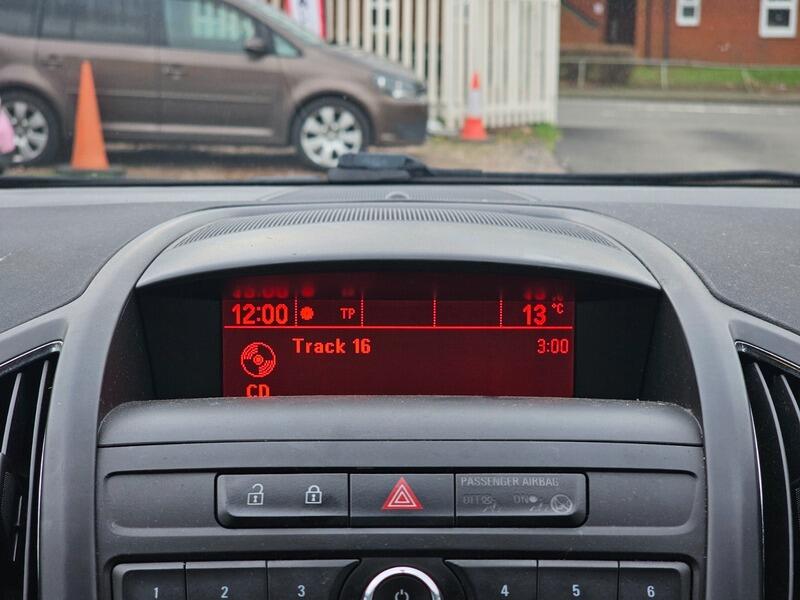 12:00 TP 13 °C
Track 16 3:00
CD
PASSENGER AIRBAG
OFF ON
1 2 3 4 5 6